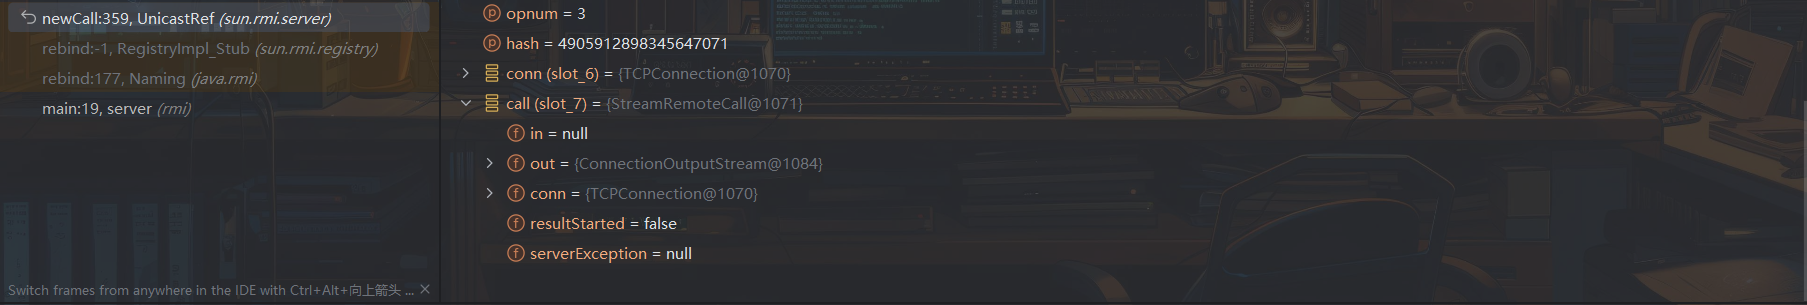 newCall:359, UnicastRef (sun.rmi.server)
rebind:-1, RegistryImpl_Stub (sun.rmi.registry)
rebind:177, Naming (java.rmi)
main:19, server (rmi)
Switch frames from anywhere in the IDE with Ctrl+Alt+向上箭头 ...
opnum = 3
hash = 4905912898345647071
conn (slot_6) = {TCPConnection@1070}
call (slot_7) = {StreamRemoteCall@1071}
in = null
out = {ConnectionOutputStream@1084}
conn = {TCPConnection@1070}
resultStarted = false
serverException = null